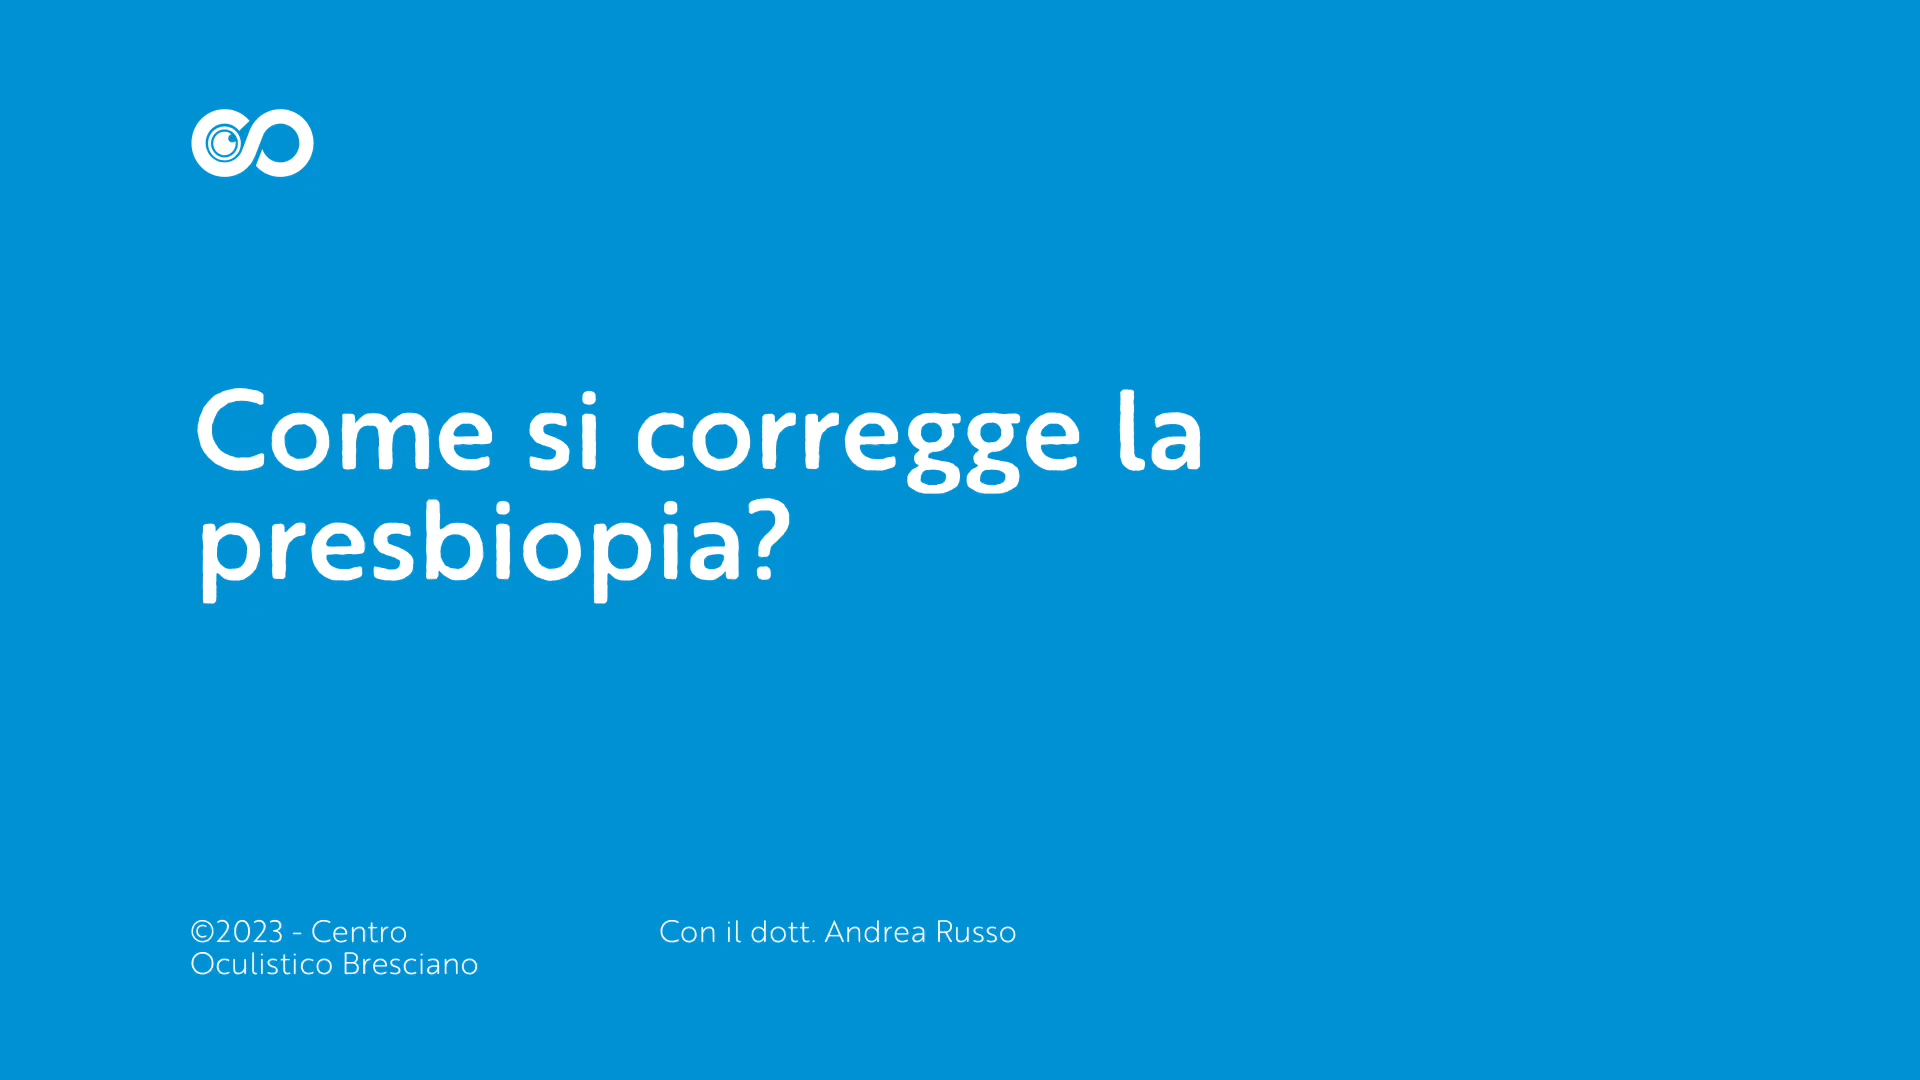 Come si corregge la
presbiopia?
©2023 - Centro
Oculistico Bresciano
Con il dott. Andrea Russo